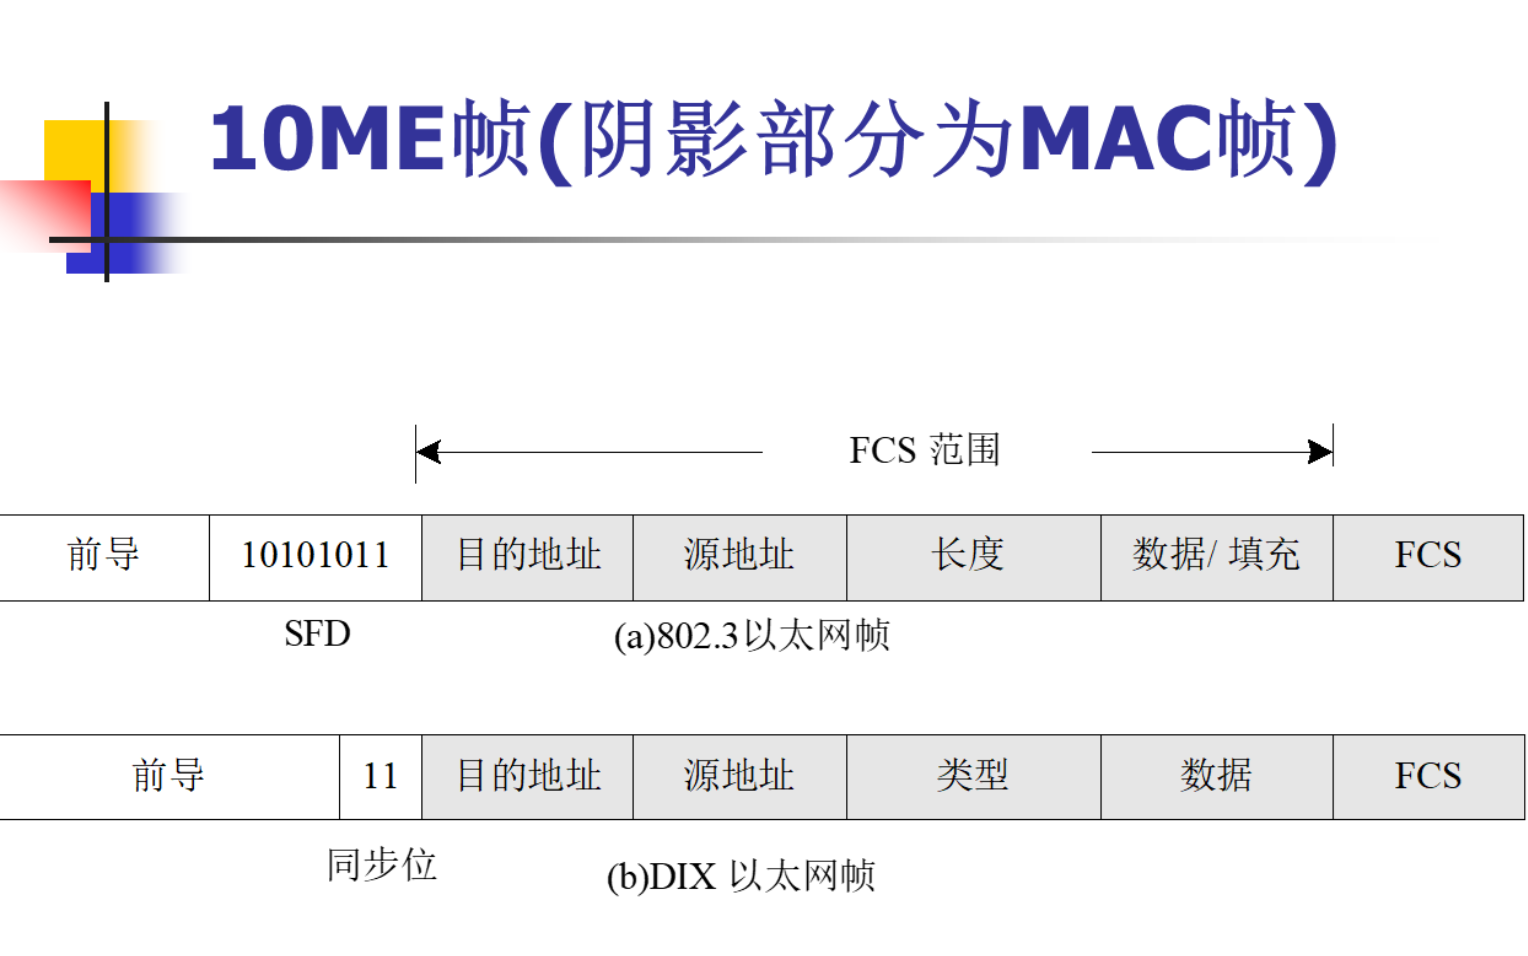 10ME帧(阴影部分为MAC帧)
FCS 范围
前导 10101011 目的地址 源地址 长度 数据/ 填充 FCS
SFD (a)802.3以太网帧
前导 11 目的地址 源地址 类型 数据 FCS
同步位 (b)DIX 以太网帧